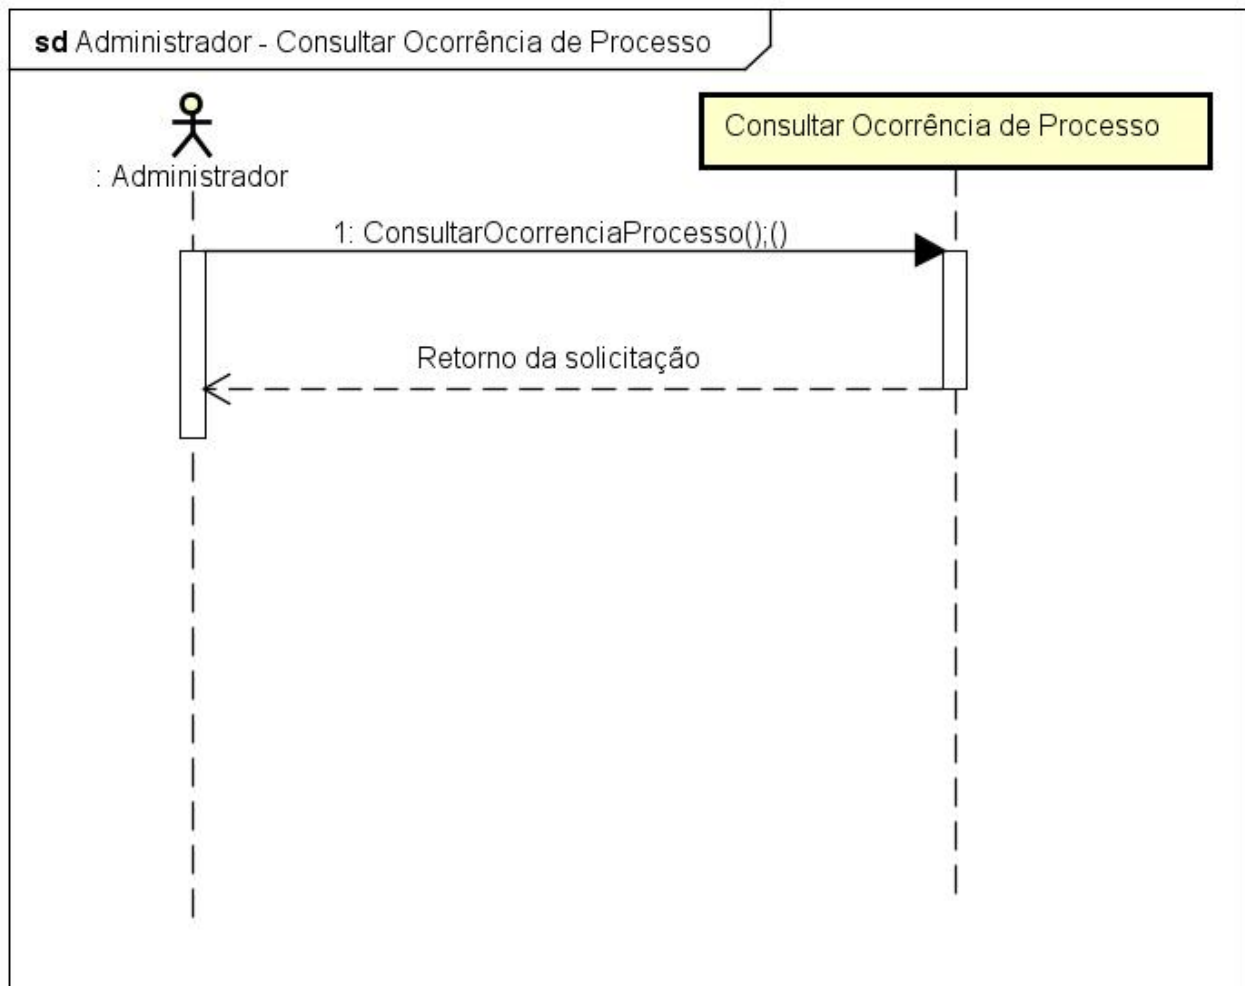 sd Administrador - Consultar Ocorrência de Processo
Consultar Ocorrência de Processo
: Administrador
1: ConsultarOcorrenciaProcesso();()
Retorno da solicitação